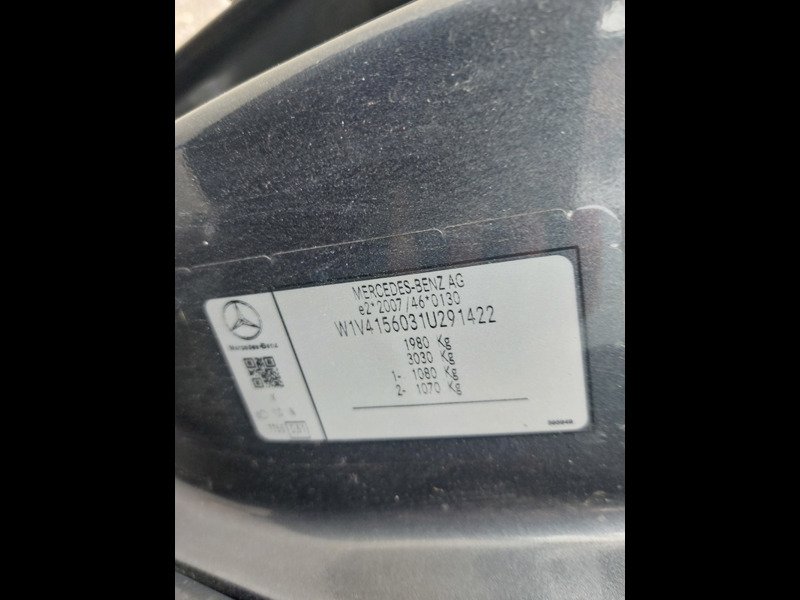 MERCEDES-BENZ AG
e2*2007/46*0130
W1V4156031U291422
1980 Kg
3030 Kg
1- 1080 Kg
2- 1070 Kg